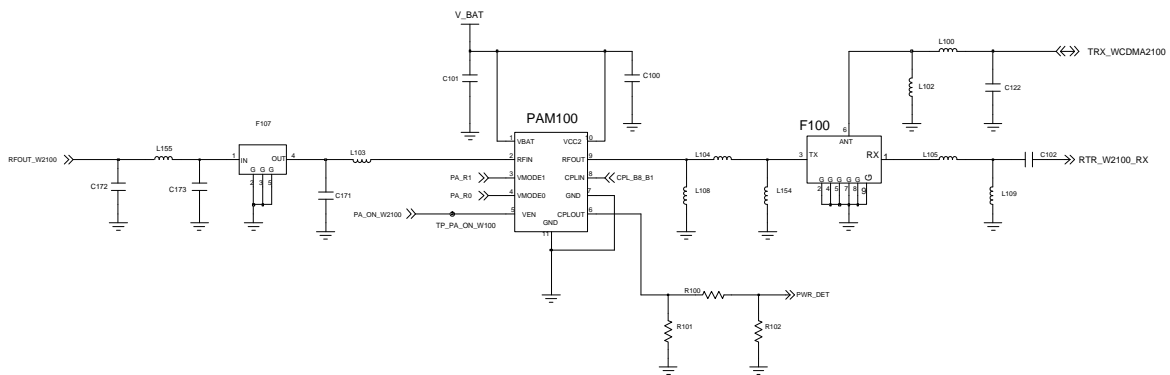 V_BAT
L100
TRX_WCDMA2100
C101
C100
L102
C122
PAM100
F107
F100
6
ANT
1 VBAT VCC2 10
RFOUT_W2100
L155
1 IN OUT 4
L103
2 RFIN RFOUT 9
L104
3 TX RX 1
L105
C102
RTR_W2100_RX
G G G
2 3 5
C172
C173
C171
PA_R1
3 VMODE1 CPLIN 8
CPL_B8_B1
L108
L154
G G G G G G
2 4 5 7 8 9
L109
PA_R0
4 VMODE0 GND 7
PA_ON_W2100
TP_PA_ON_W100
5 VEN CPLOUT 6
GND
11
R100
PWR_DET
R101
R102